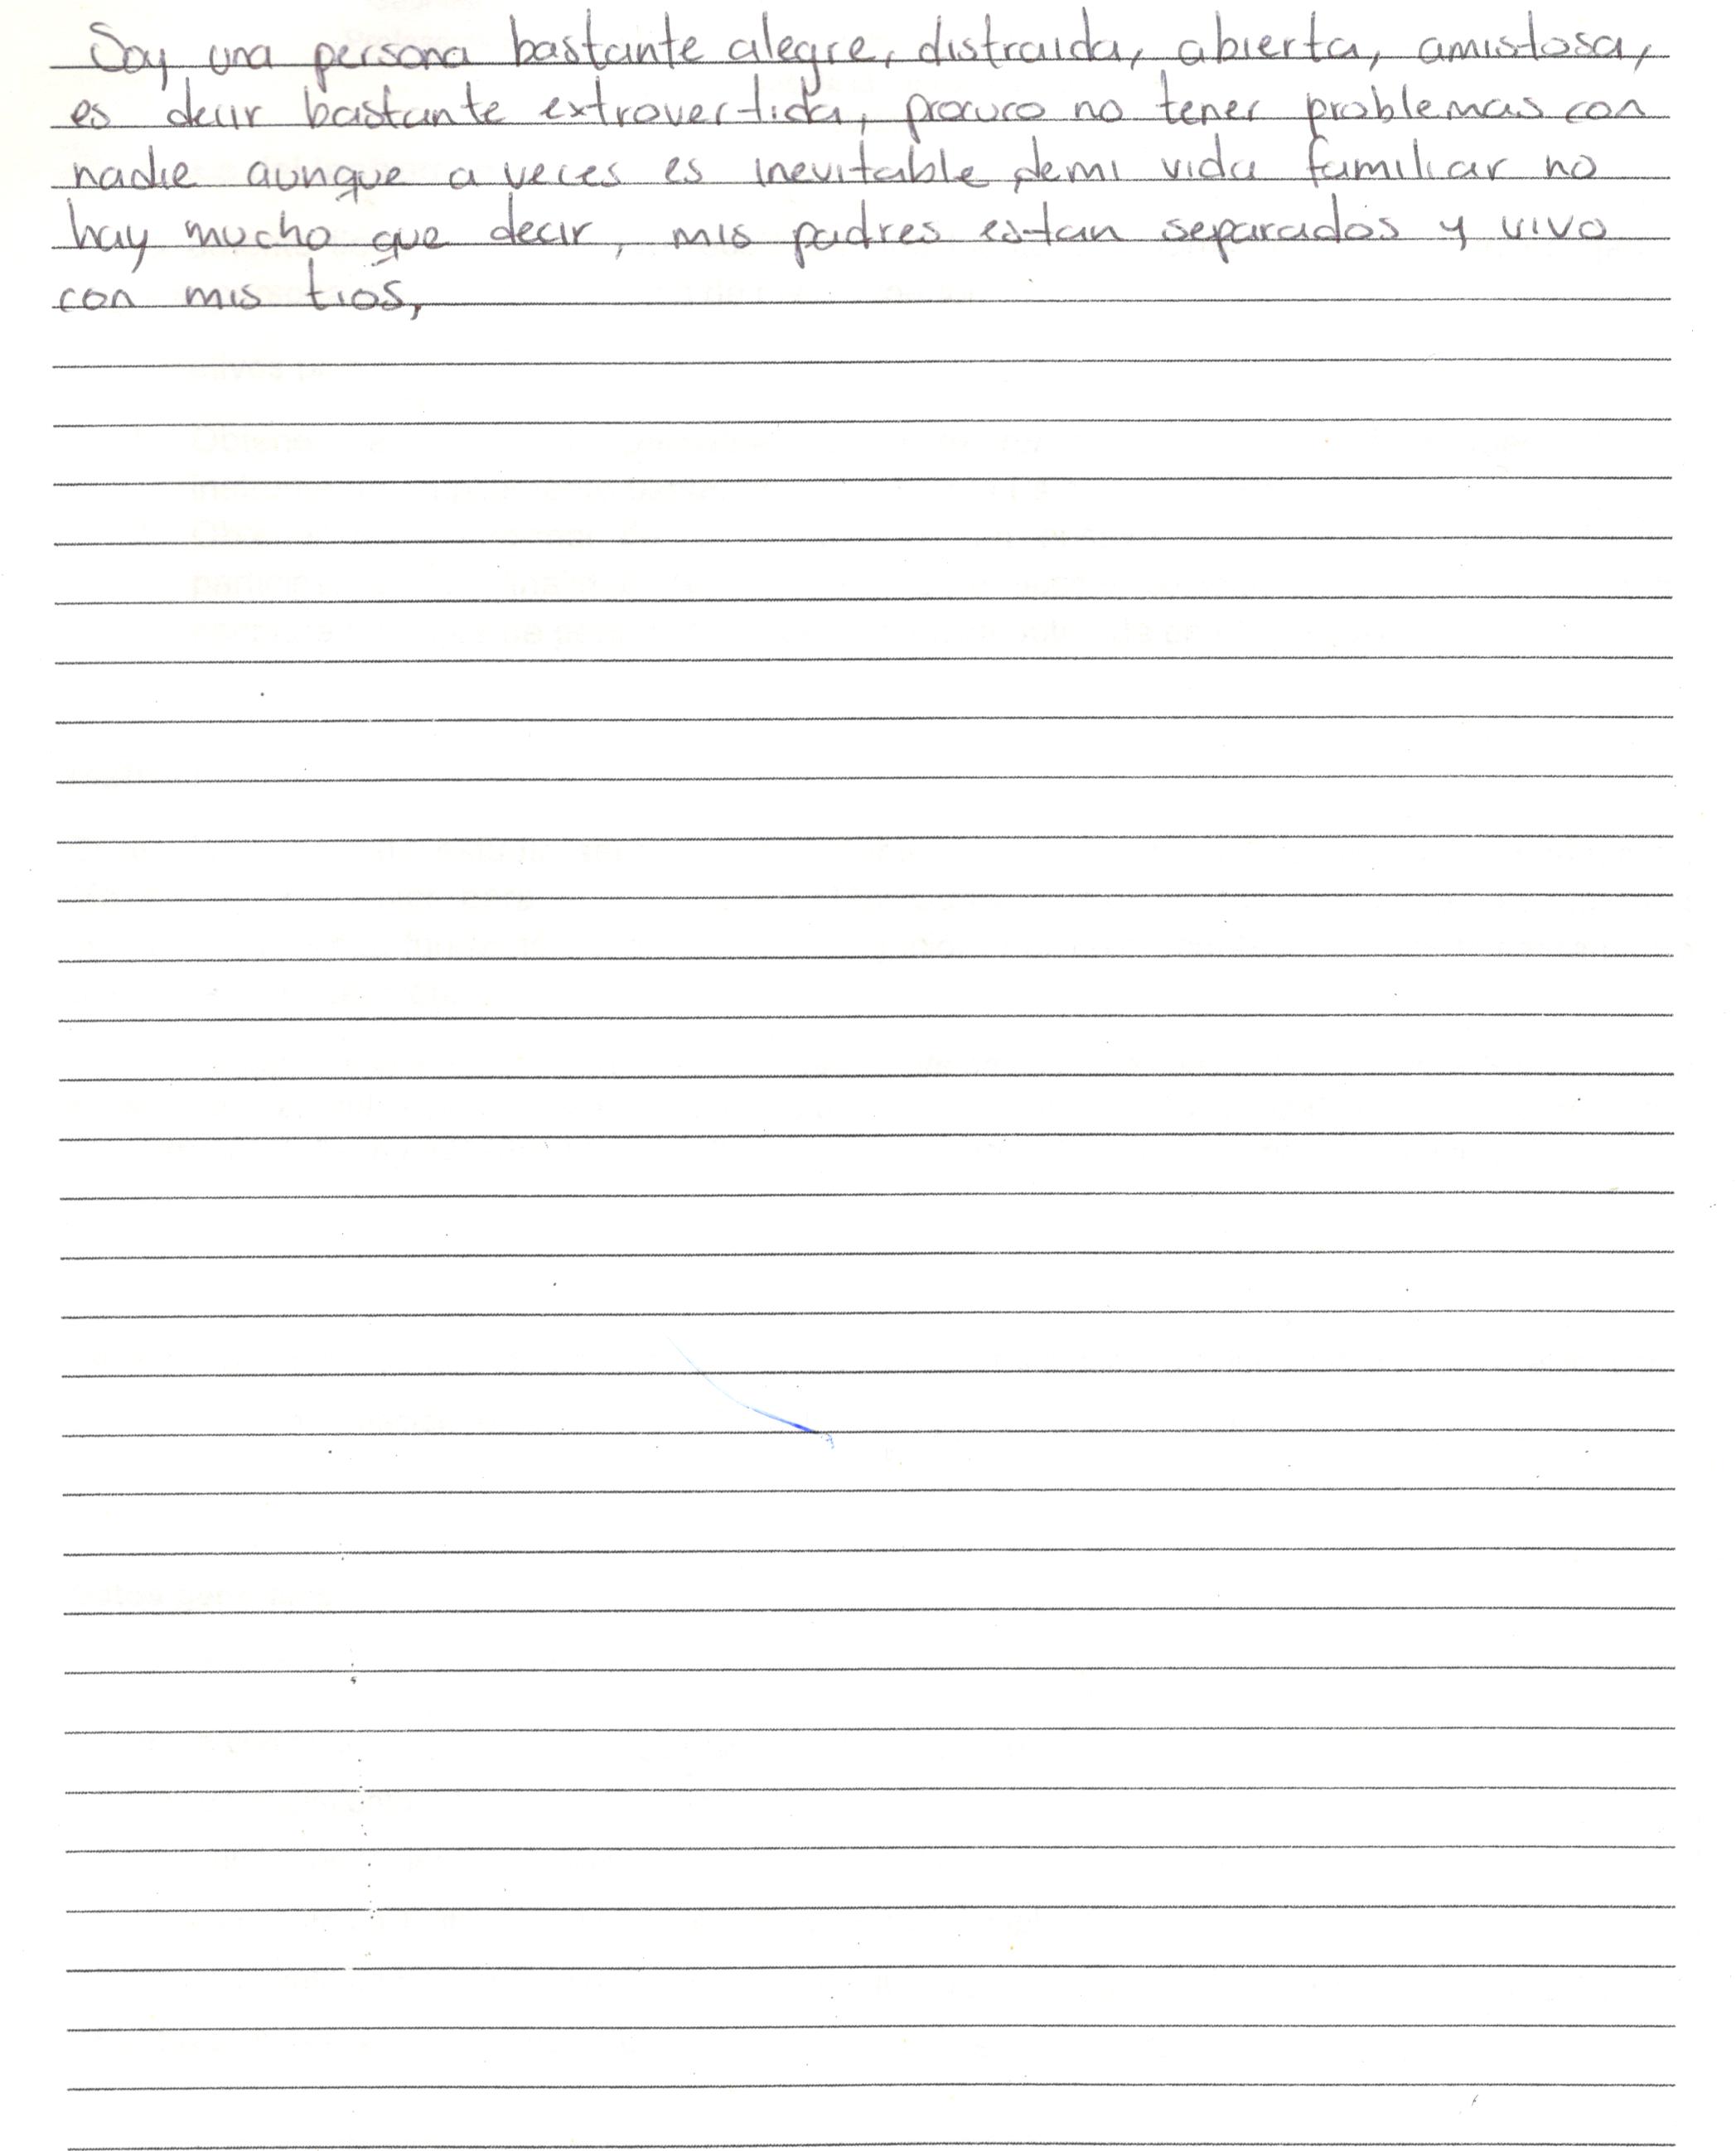 Soy una persona bastante alegre, distraida, abierta, amistosa,
es decir bastante extrovertida, procuro no tener problemas con
nadie aunque a veces es inevitable, demi vida familiar no
hay mucho que decir, mis padres estan separados y vivo
con mis tios,